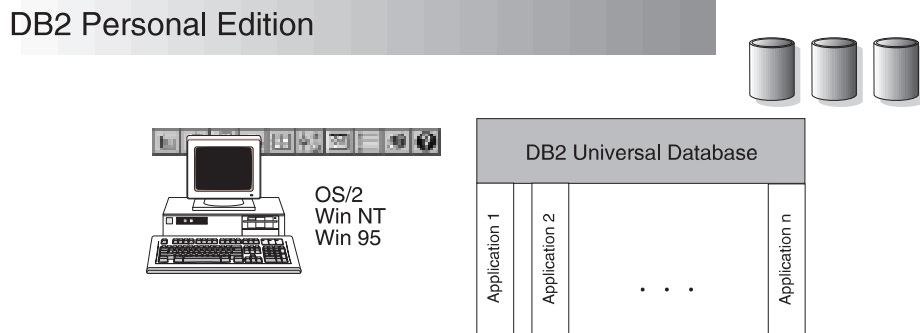 DB2 Personal Edition
DB2 Universal Database
OS/2
Win NT
Win 95
Application 1
Application 2
. . .
Application n